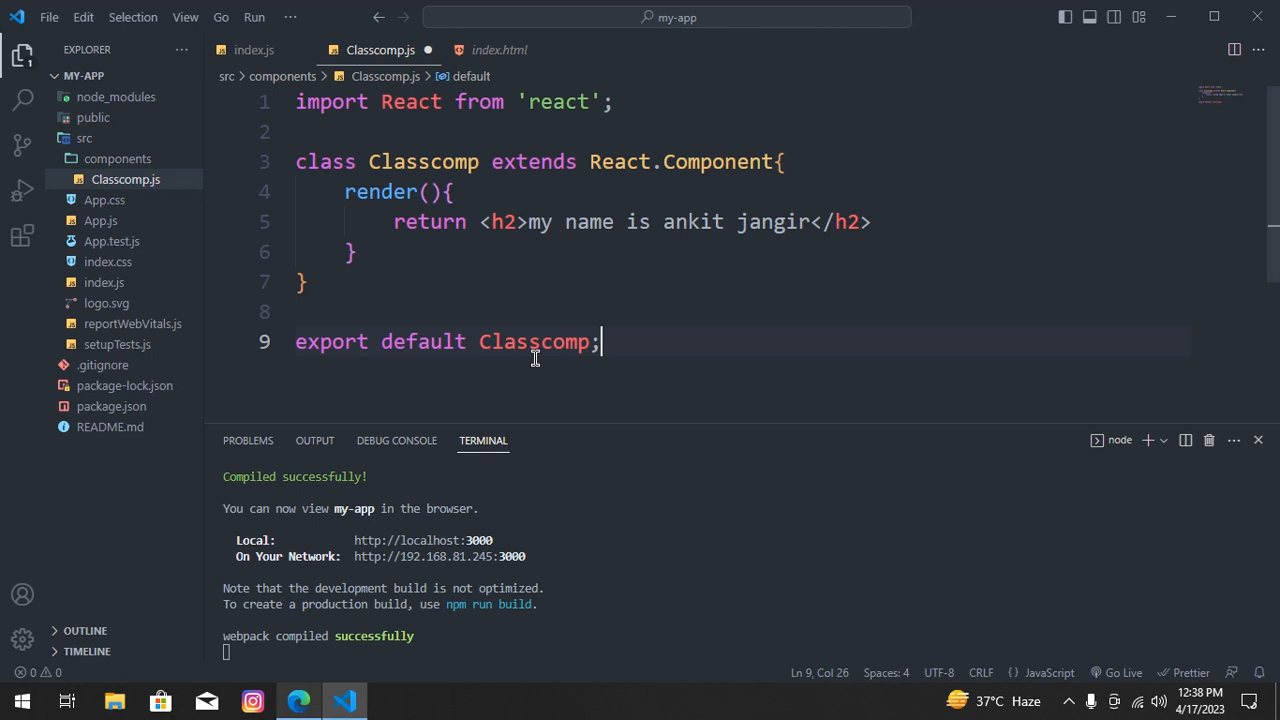 File Edit Selection View Go Run ··· my-app
EXPLORER ···
MY-APP
node_modules
public
src
components
Classcomp.js
App.css
App.js
App.test.js
index.css
index.js
logo.svg
reportWebVitals.js
setupTests.js
.gitignore
package-lock.json
package.json
README.md
OUTLINE
TIMELINE
index.js Classcomp.js index.html
src > components > Classcomp.js > default
1 import React from 'react';
2
3 class Classcomp extends React.Component{
4 render(){
5 return <h2>my name is ankit jangir</h2>
6 }
7 }
8
9 export default Classcomp;
PROBLEMS OUTPUT DEBUG CONSOLE TERMINAL node
Compiled successfully!
You can now view my-app in the browser.
Local: http://localhost:3000
On Your Network: http://192.168.81.245:3000
Note that the development build is not optimized.
To create a production build, use npm run build.
webpack compiled successfully
0 0 Ln 9, Col 26 Spaces: 4 UTF-8 CRLF {} JavaScript Go Live Prettier
37°C Haze 12:38 PM
4/17/2023